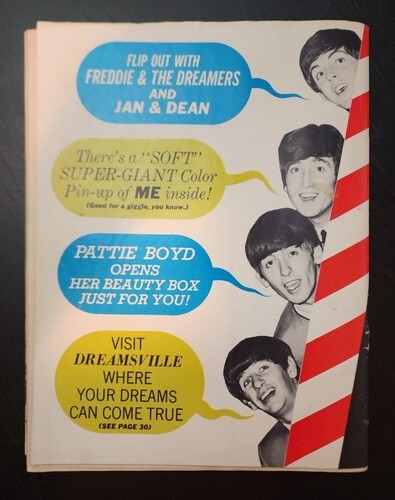 FLIP OUT WITH
FREDDIE & THE DREAMERS
AND
JAN & DEAN
There's a "SOFT"
SUPER-GIANT Color
Pin-up of ME inside!
(Good for a giggle, you know.)
PATTIE BOYD
OPENS
HER BEAUTY BOX
JUST FOR YOU!
VISIT
DREAMSVILLE
WHERE
YOUR DREAMS
CAN COME TRUE
(SEE PAGE 30)